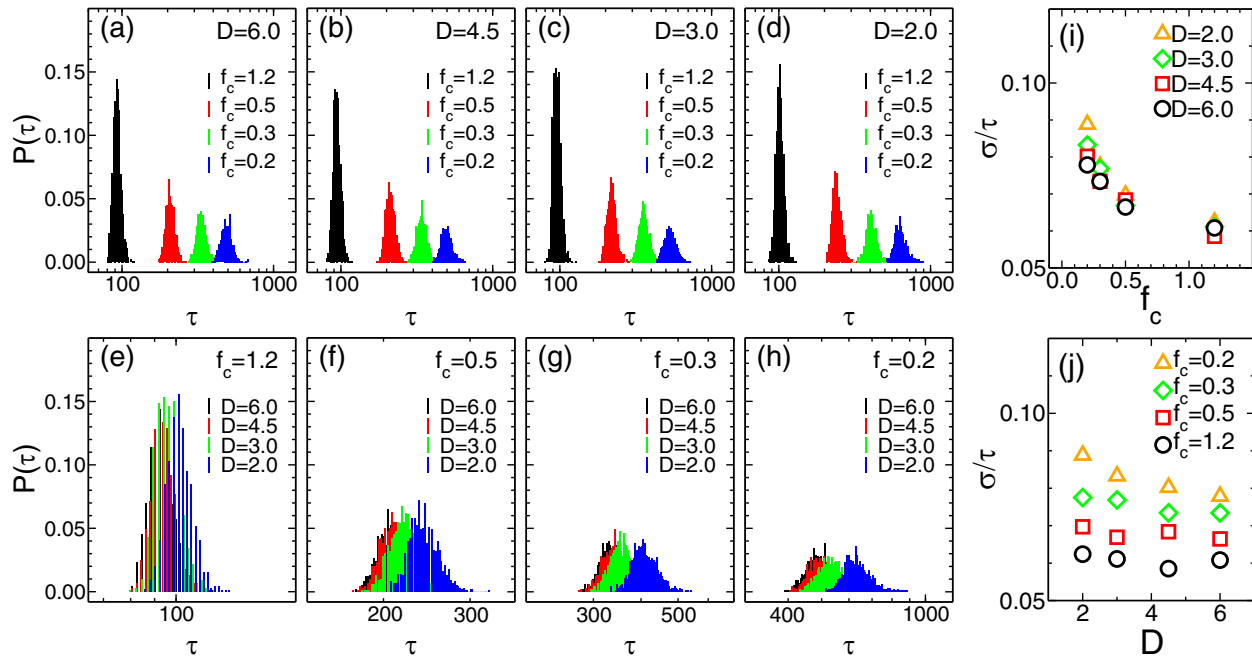 (a) D=6.0
f_c=1.2
f_c=0.5
f_c=0.3
f_c=0.2
P(τ)
0.15
0.10
0.05
0.00
100 1000
τ
(b) D=4.5
f_c=1.2
f_c=0.5
f_c=0.3
f_c=0.2
100 1000
τ
(c) D=3.0
f_c=1.2
f_c=0.5
f_c=0.3
f_c=0.2
100 1000
τ
(d) D=2.0
f_c=1.2
f_c=0.5
f_c=0.3
f_c=0.2
100 1000
τ
(i)
D=2.0
D=3.0
D=4.5
D=6.0
σ/τ
0.10
0.05
0.0 0.5 1.0
f_c
(e) f_c=1.2
D=6.0
D=4.5
D=3.0
D=2.0
P(τ)
0.15
0.10
0.05
0.00
100
τ
(f) f_c=0.5
D=6.0
D=4.5
D=3.0
D=2.0
200 300
τ
(g) f_c=0.3
D=6.0
D=4.5
D=3.0
D=2.0
300 500
τ
(h) f_c=0.2
D=6.0
D=4.5
D=3.0
D=2.0
400 1000
τ
(j)
f_c=0.2
f_c=0.3
f_c=0.5
f_c=1.2
σ/τ
0.10
0.05
2 4 6
D